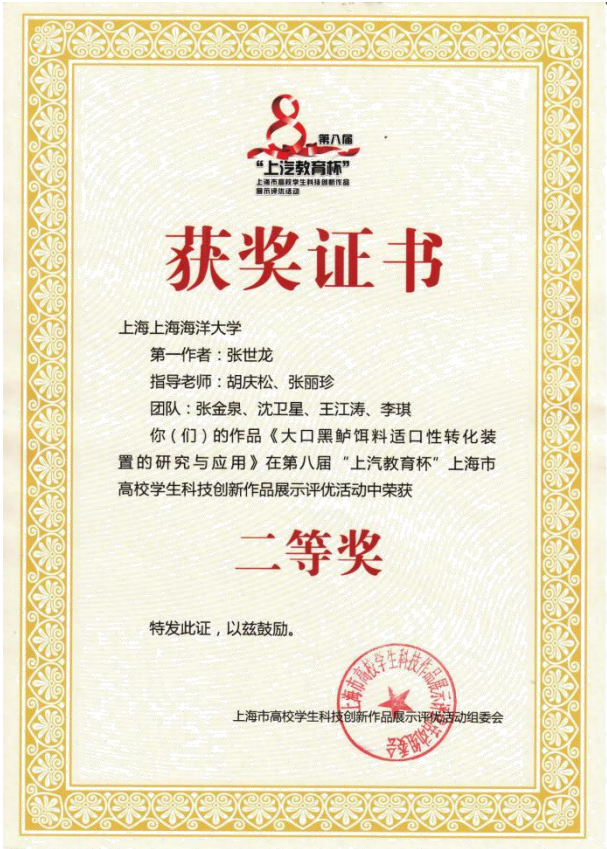 第八届
“上汽教育杯”
上海市高校学生科技创新作品
展示评优活动
获奖证书
上海上海海洋大学
第一作者：张世龙
指导老师：胡庆松、张丽珍
团队：张金泉、沈卫星、王江涛、李琪
你（们）的作品《大口黑鲈饵料适口性转化装
置的研究与应用》在第八届“上汽教育杯”上海市
高校学生科技创新作品展示评优活动中荣获
二等奖
特发此证，以兹鼓励。
上海市高校学生科技创新作品展示评优活动组委会